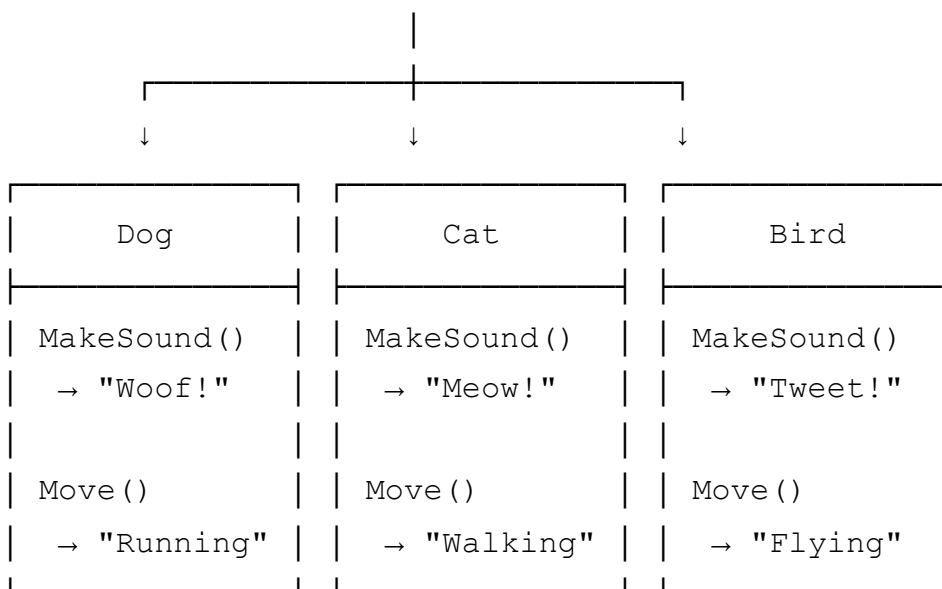 Dog Cat Bird
MakeSound() MakeSound() MakeSound()
→ "Woof!" → "Meow!" → "Tweet!"
Move() Move() Move()
→ "Running" → "Walking" → "Flying"